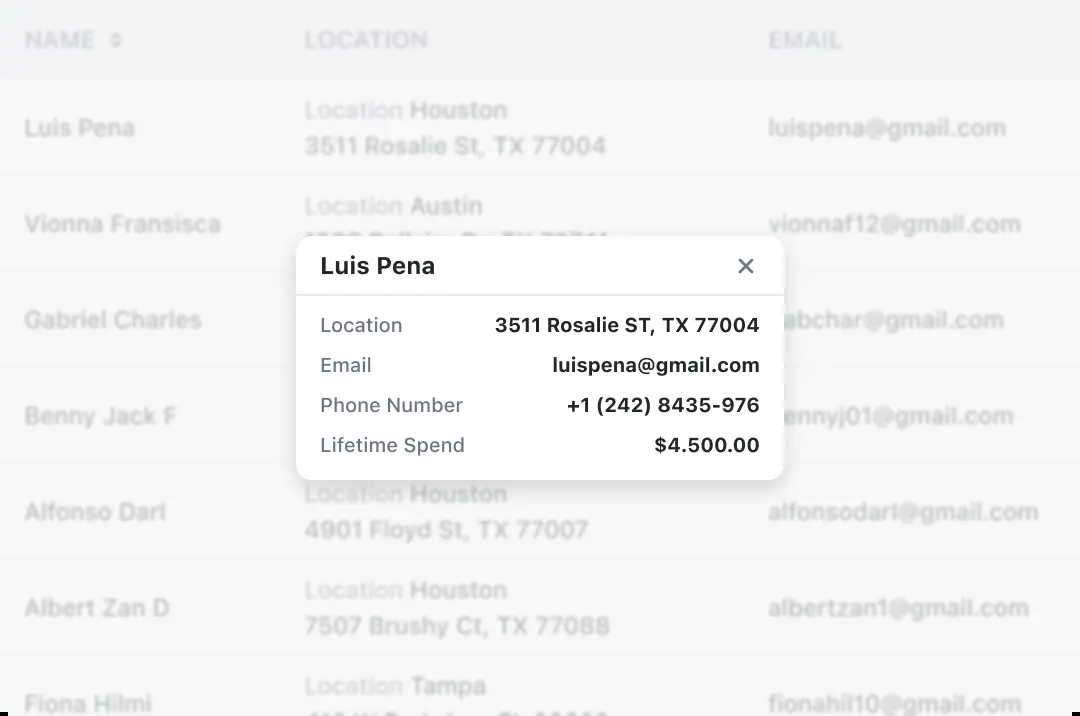 NAME LOCATION EMAIL
Location Houston
Luis Pena luispena@gmail.com
3511 Rosalie St, TX 77004
Location Austin
Vionna Fransisca vionnaf12@gmail.com
Luis Pena
Location 3511 Rosalie ST, TX 77004
Email luispena@gmail.com
Phone Number +1 (242) 8435-976
Lifetime Spend $4.500.00
Gabriel Charles abchar@gmail.com
Benny Jack F ennyj01@gmail.com
Location Houston
Alfonso Darl alfonsodarl@gmail.com
4901 Floyd St, TX 77007
Location Houston
Albert Zan D albertzan1@gmail.com
7507 Brushy Ct, TX 77088
Location Tampa
Fiona Hilmi fionahil10@gmail.com